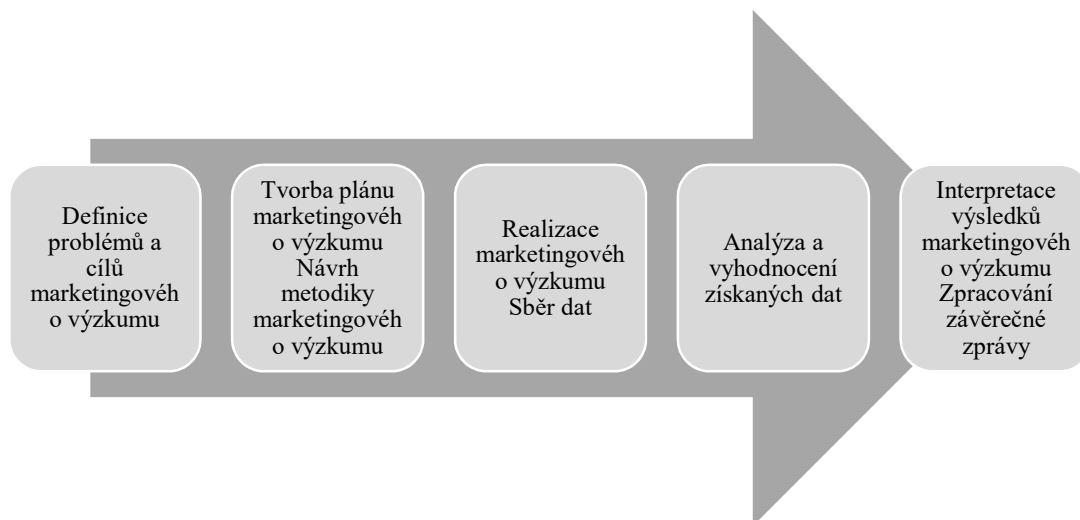 Definice
problémů a
cílů
marketingovéh
o výzkumu
Tvorba plánu
marketingovéh
o výzkumu
Návrh
metodiky
marketingovéh
o výzkumu
Realizace
marketingovéh
o výzkumu
Sběr dat
Analýza a
vyhodnocení
získaných dat
Interpretace
výsledků
marketingovéh
o výzkumu
Zpracování
závěrečné
zprávy